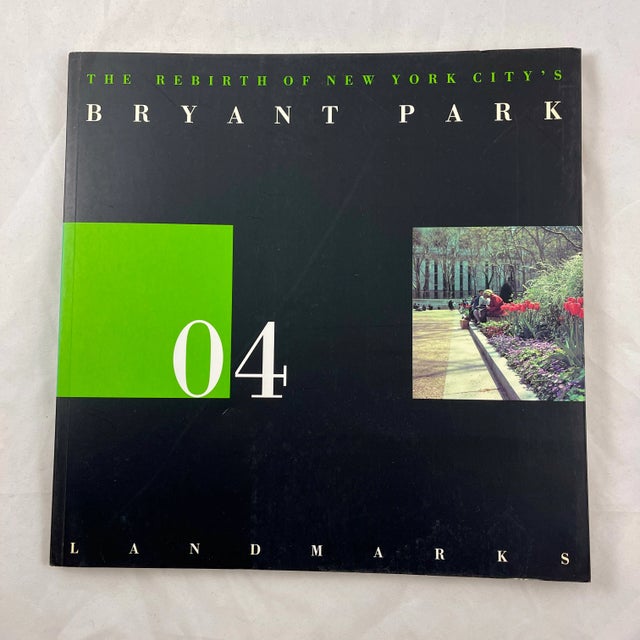 THE REBIRTH OF NEW YORK CITY'S
BRYANT PARK
04
LANDMARKS